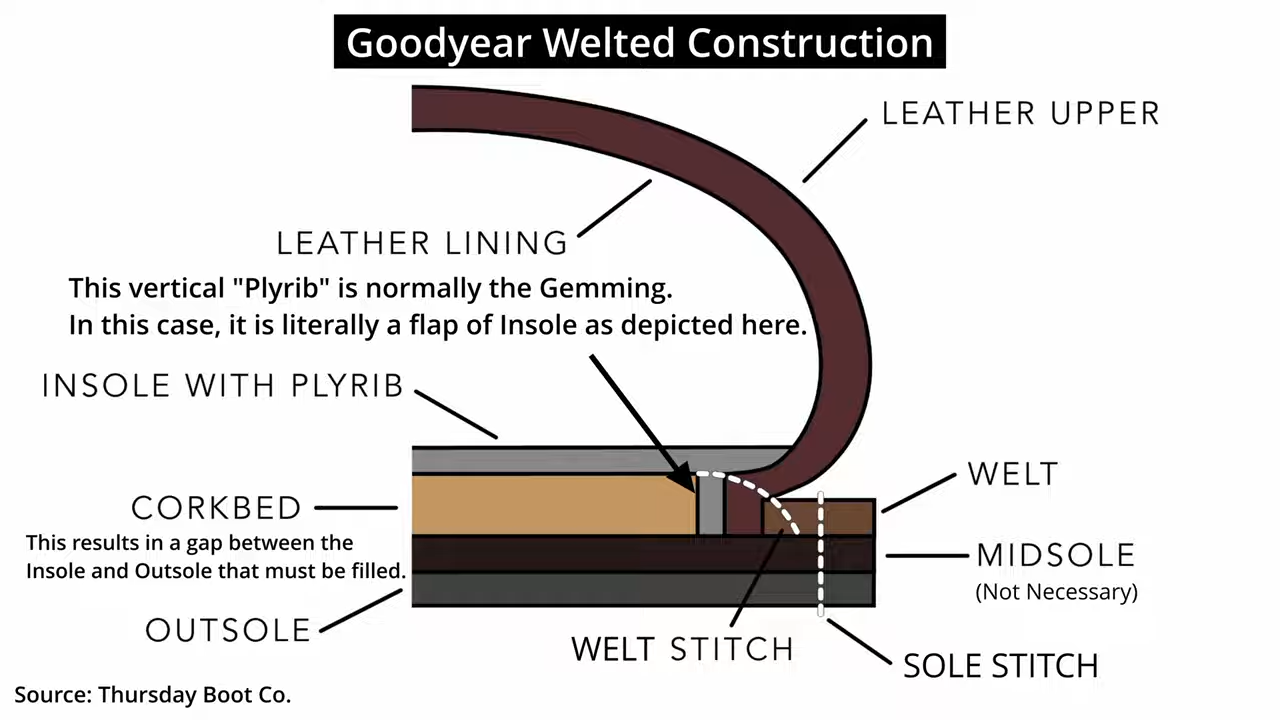 Goodyear Welted Construction
LEATHER UPPER
LEATHER LINING
This vertical "Plyrib" is normally the Gemming.
In this case, it is literally a flap of Insole as depicted here.
INSOLE WITH PLYRIB
WELT
CORKBED
This results in a gap between the
Insole and Outsole that must be filled.
MIDSOLE
(Not Necessary)
OUTSOLE
WELT STITCH
SOLE STITCH
Source: Thursday Boot Co.